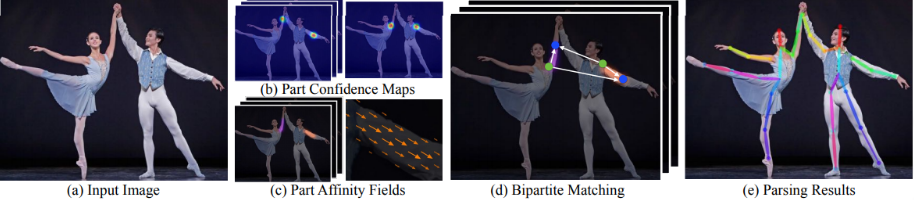 (b) Part Confidence Maps
(a) Input Image
(c) Part Affinity Fields
(d) Bipartite Matching
(e) Parsing Results